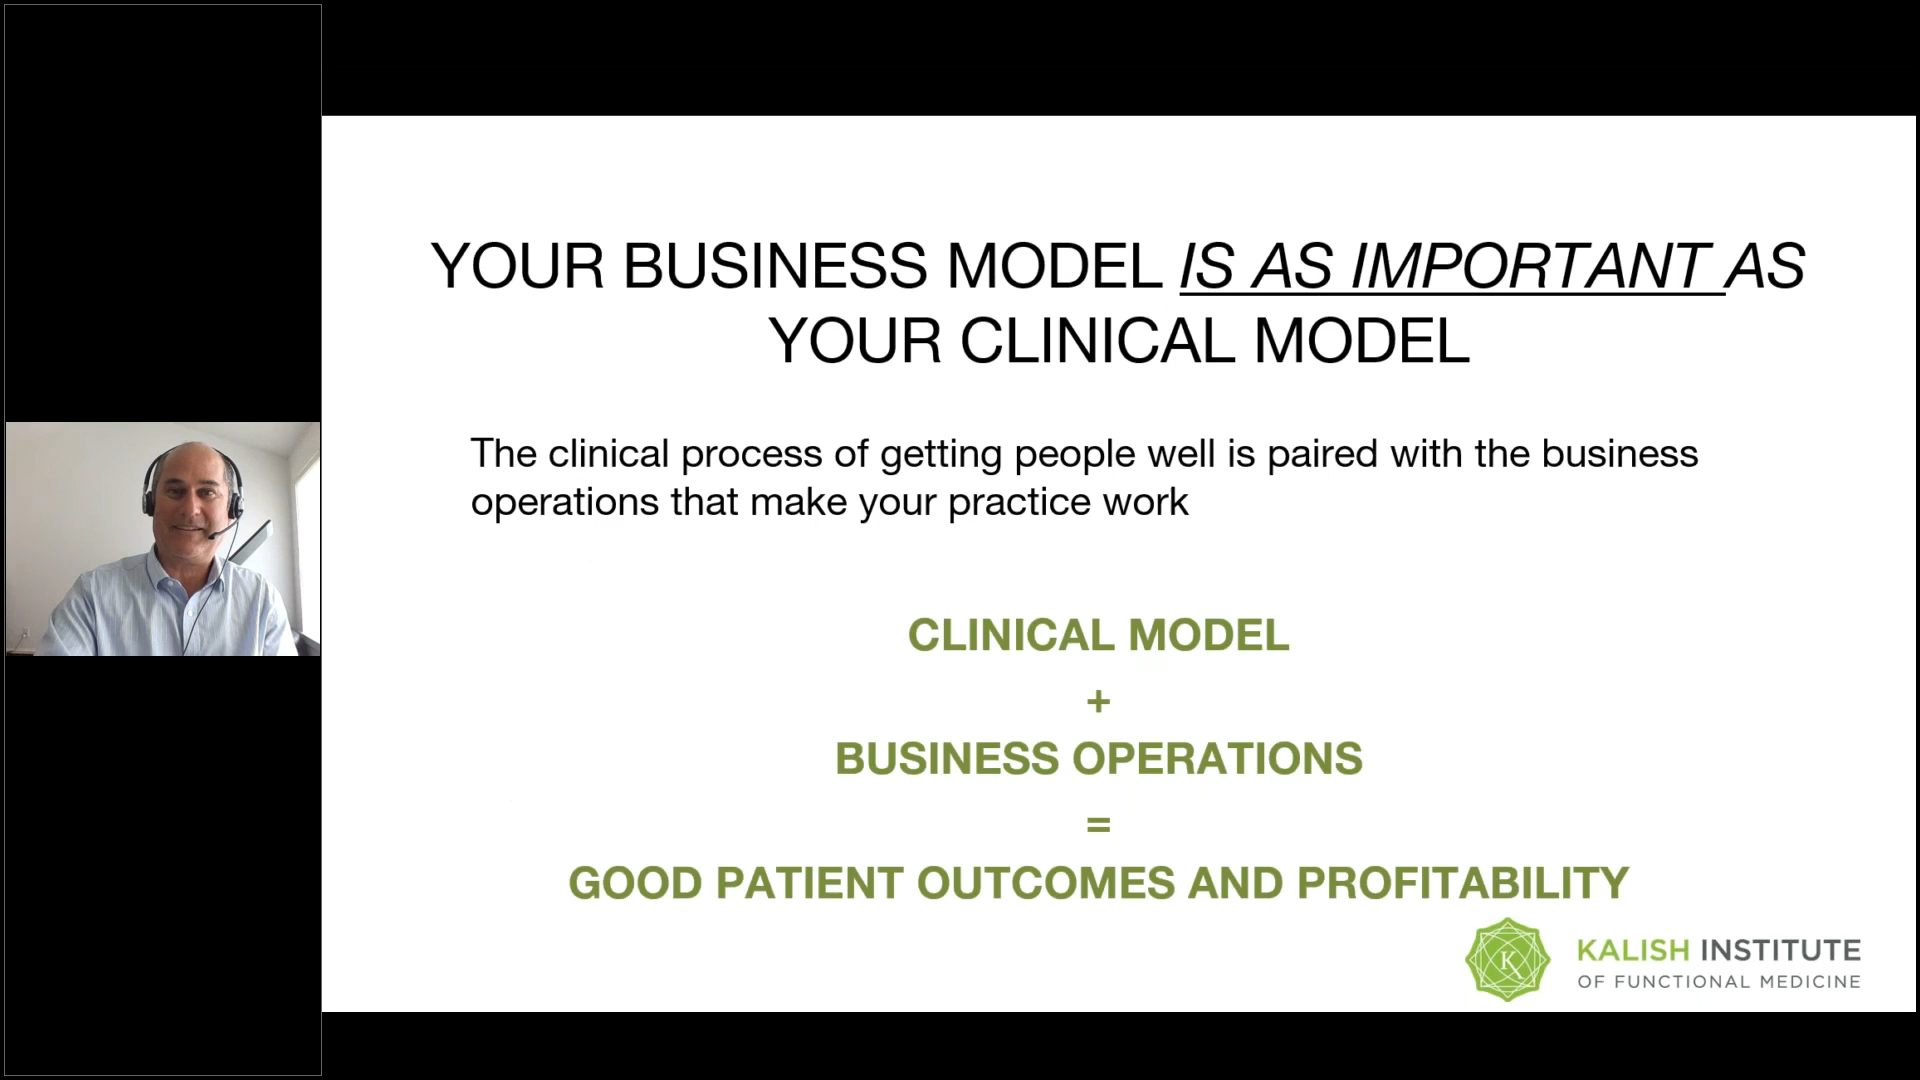 YOUR BUSINESS MODEL IS AS IMPORTANT AS
YOUR CLINICAL MODEL
The clinical process of getting people well is paired with the business
operations that make your practice work
CLINICAL MODEL
+
BUSINESS OPERATIONS
=
GOOD PATIENT OUTCOMES AND PROFITABILITY
K
KALISH INSTITUTE
OF FUNCTIONAL MEDICINE